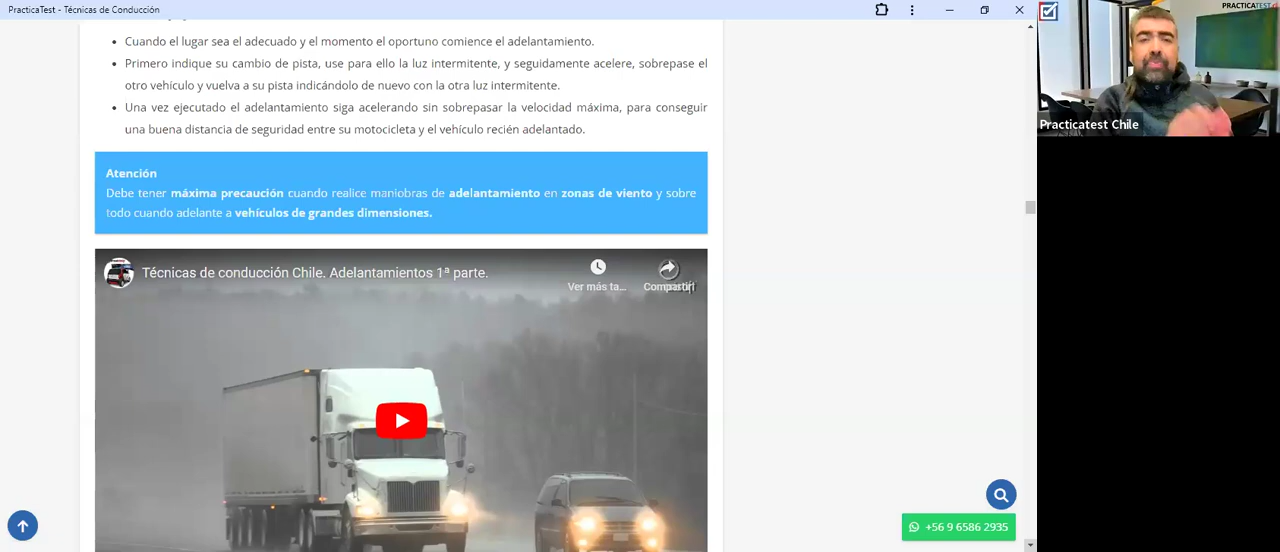 PracticaTest - Técnicas de Conducción
PRACTICATEST
Practicatest Chile
Cuando el lugar sea el adecuado y el momento el oportuno comience el adelantamiento.
Primero indique su cambio de pista, use para ello la luz intermitente, y seguidamente acelere, sobrepase el
otro vehículo y vuelva a su pista indicándolo de nuevo con la otra luz intermitente.
Una vez ejecutado el adelantamiento siga acelerando sin sobrepasar la velocidad máxima, para conseguir
una buena distancia de seguridad entre su motocicleta y el vehículo recién adelantado.
Atención
Debe tener máxima precaución cuando realice maniobras de adelantamiento en zonas de viento y sobre
todo cuando adelante a vehículos de grandes dimensiones.
Técnicas de conducción Chile. Adelantamientos 1ª parte.
Ver más ta...
Compartir
+56 9 6586 2935